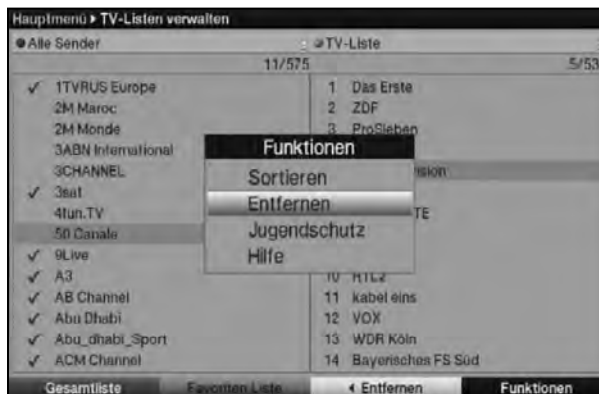 Hauptmenü ▸ TV-Listen verwalten
Alle Sender
TV-Liste
11/575
5/53
✓ 1TVRUS Europe
2M Maroc
2M Monde
3ABN International
3CHANNEL
✓ 3sat
4fun.TV
50 Canale
✓ 9Live
✓ A3
✓ AB Channel
✓ Abu Dhabi
✓ Abu_dhabi_Sport
✓ ACM Channel
1 Das Erste
2 ZDF
3 ProSieben
10 RTL2
11 kabel eins
12 VOX
13 WDR Köln
14 Bayerisches FS Süd
Funktionen
Sortieren
Entfernen
Jugendschutz
Hilfe
Gesamtliste
Favoriten Liste
Entfernen
Funktionen